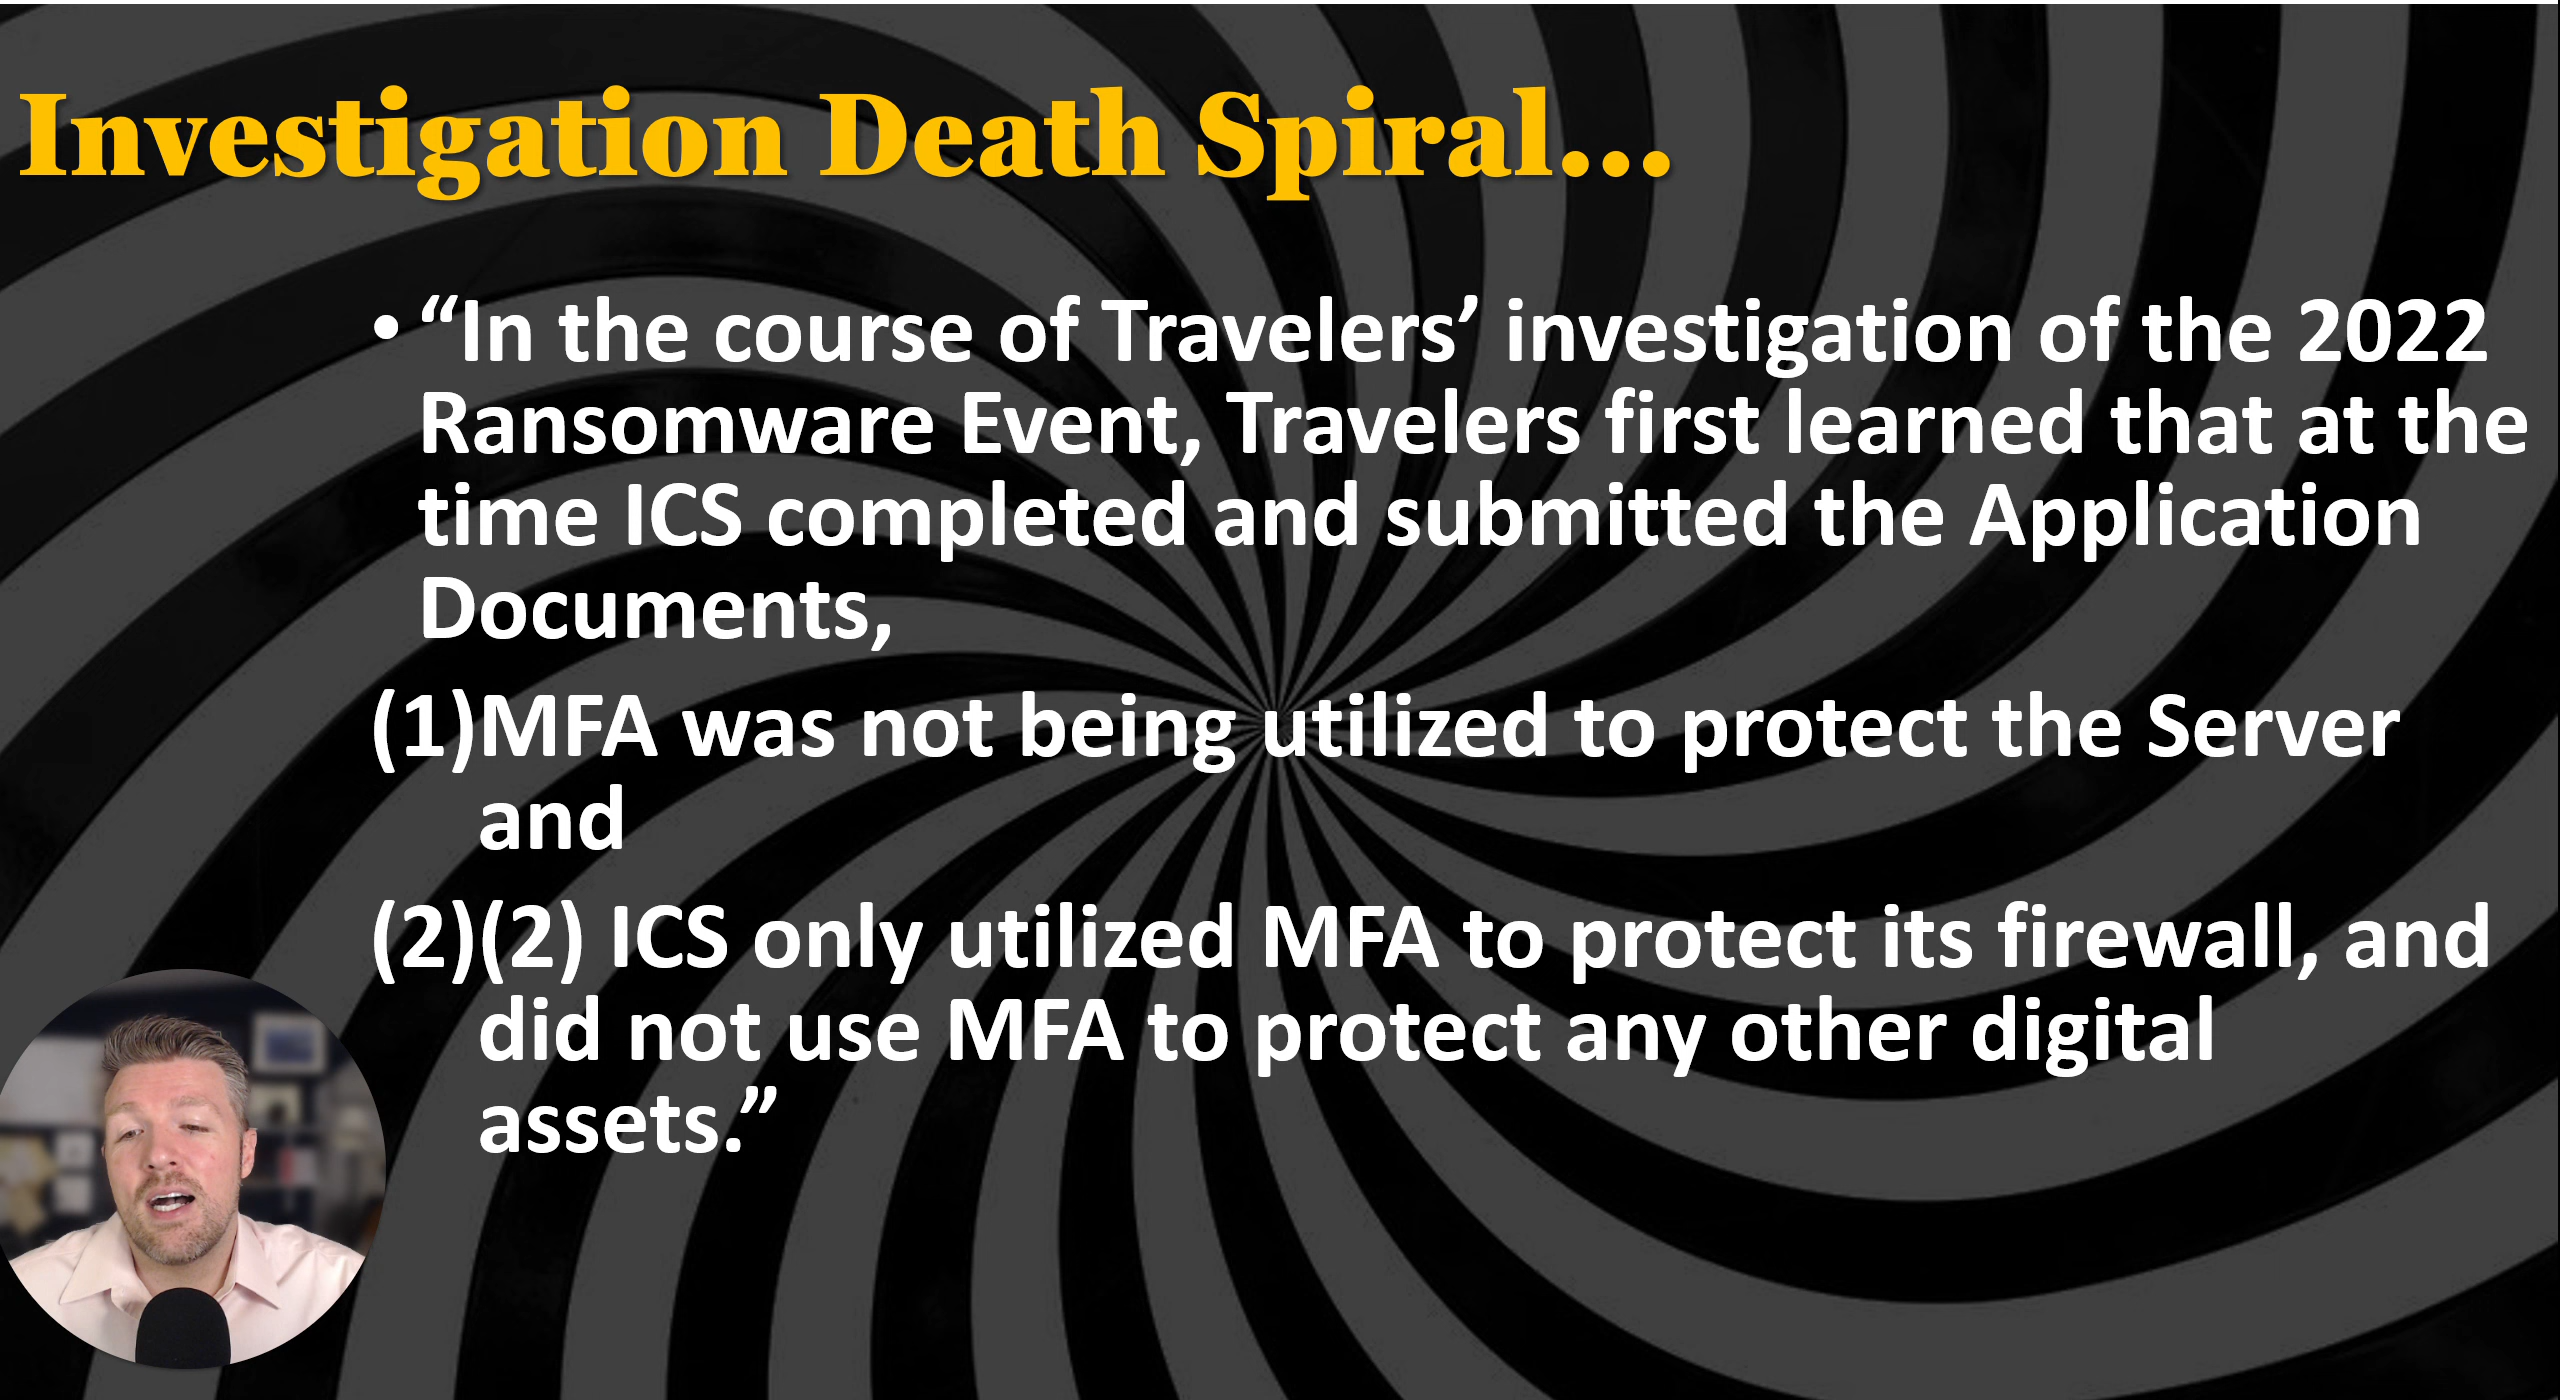 Investigation Death Spiral...
• “In the course of Travelers’ investigation of the 2022
Ransomware Event, Travelers first learned that at the
time ICS completed and submitted the Application
Documents,
(1)MFA was not being utilized to protect the Server
and
(2)(2) ICS only utilized MFA to protect its firewall, and
did not use MFA to protect any other digital
assets.”